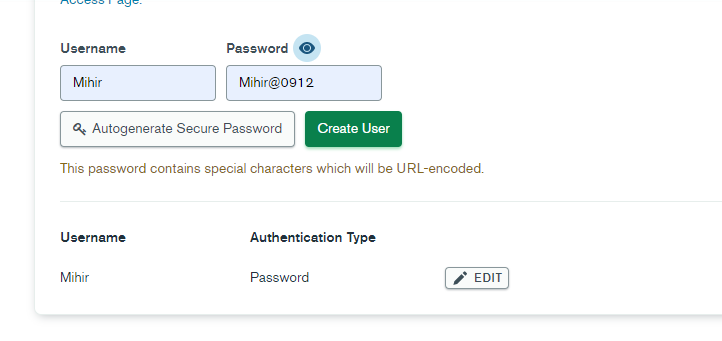 Access Page.
Username Password
Mihir Mihir@0912
Autogenerate Secure Password Create User
This password contains special characters which will be URL-encoded.
Username Authentication Type
Mihir Password EDIT